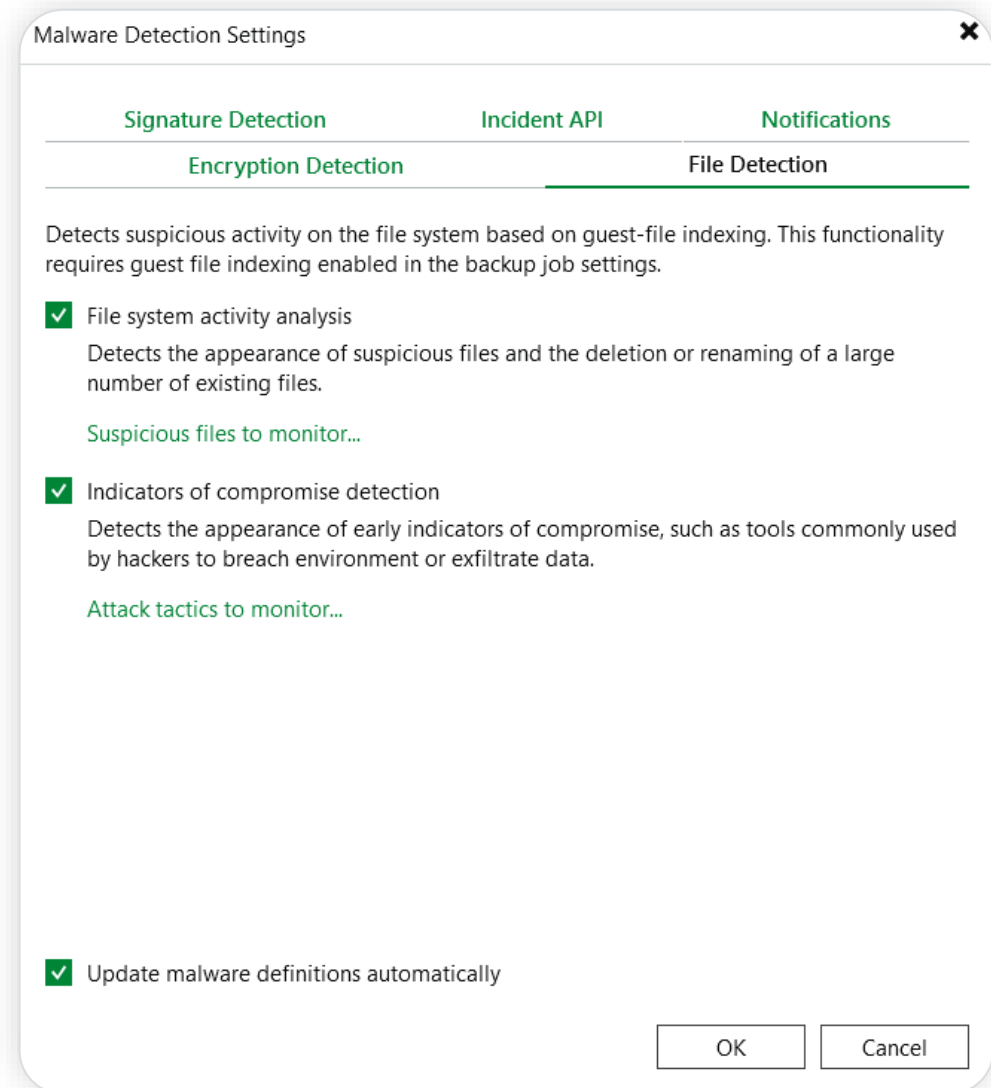 Malware Detection Settings
Signature Detection
Incident API
Notifications
Encryption Detection
File Detection
Detects suspicious activity on the file system based on guest-file indexing. This functionality
requires guest file indexing enabled in the backup job settings.
File system activity analysis
Detects the appearance of suspicious files and the deletion or renaming of a large
number of existing files.
Suspicious files to monitor...
Indicators of compromise detection
Detects the appearance of early indicators of compromise, such as tools commonly used
by hackers to breach environment or exfiltrate data.
Attack tactics to monitor...
Update malware definitions automatically
OK
Cancel